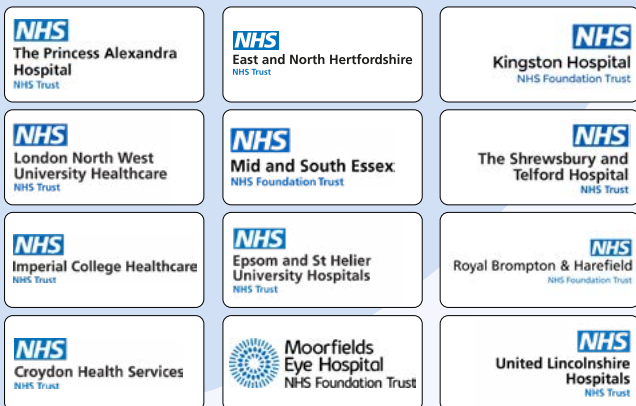 NHS
The Princess Alexandra
Hospital
NHS Trust
NHS
East and North Hertfordshire
NHS Trust
NHS
Kingston Hospital
NHS Foundation Trust
NHS
London North West
University Healthcare
NHS Trust
NHS
Mid and South Essex
NHS Foundation Trust
NHS
The Shrewsbury and
Telford Hospital
NHS Trust
NHS
Imperial College Healthcare
NHS Trust
NHS
Epsom and St Helier
University Hospitals
NHS Trust
NHS
Royal Brompton & Harefield
NHS Foundation Trust
NHS
Croydon Health Services
NHS Trust
Moorfields
Eye Hospital
NHS Foundation Trust
NHS
United Lincolnshire
Hospitals
NHS Trust